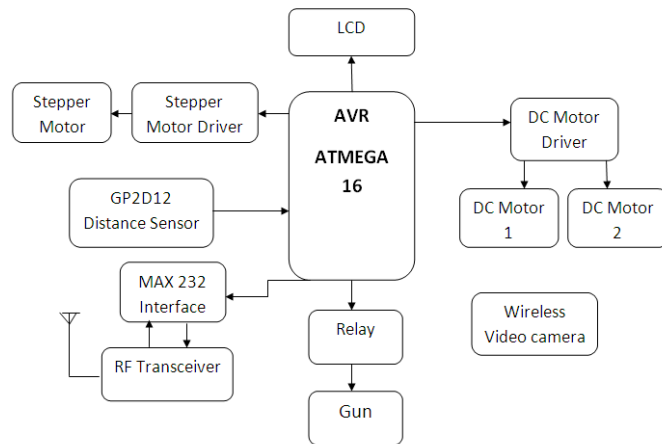 LCD
Stepper
Motor
Stepper
Motor Driver
AVR
ATMEGA
16
DC Motor
Driver
GP2D12
Distance Sensor
DC Motor
1
DC Motor
2
MAX 232
Interface
RF Transceiver
Relay
Gun
Wireless
Video camera